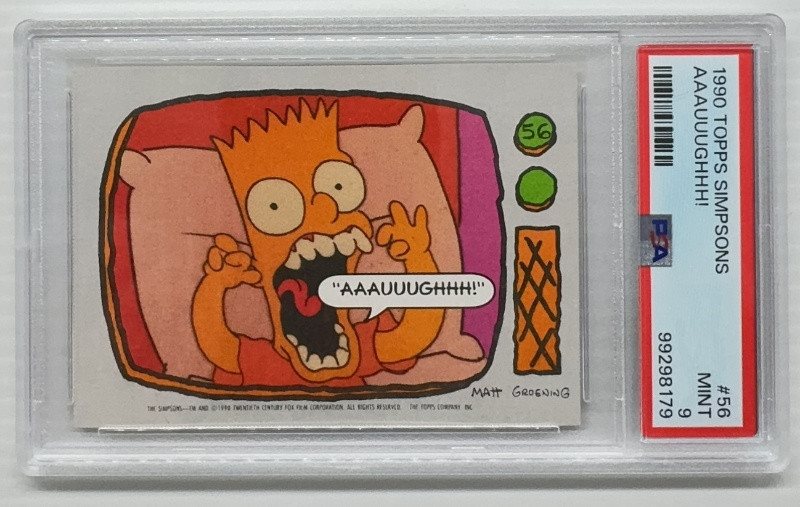 56
"AAAUUUGHHH!"
MATT GROENING
THE SIMPSONS—TM AND ©1990 TWENTIETH CENTURY FOX FILM CORPORATION. ALL RIGHTS RESERVED. THE TOPPS COMPANY, INC.
1990 TOPPS SIMPSONS
AAAUUUGHHH!
#56
MINT
9
PSA
99298179